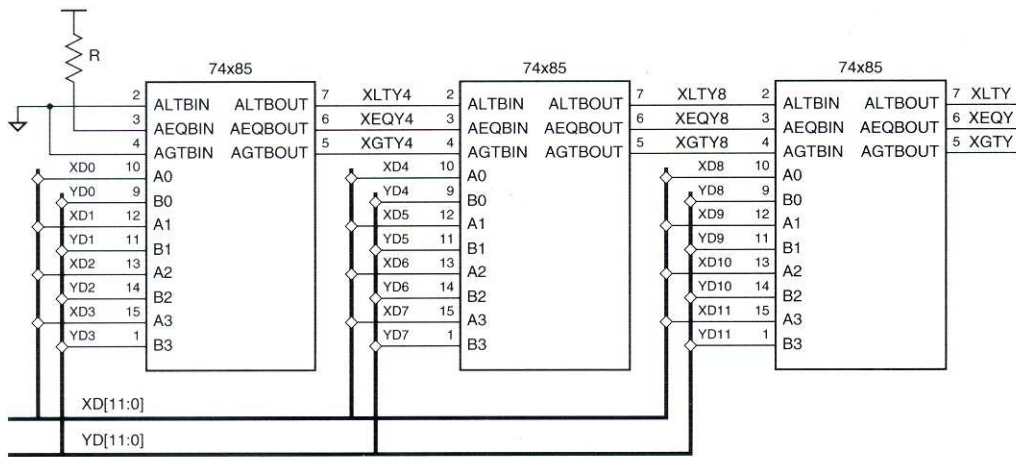 R
74x85
74x85
74x85
2 ALTBIN ALTBOUT 7 XLTY4 2 ALTBIN ALTBOUT 7 XLTY8 2 ALTBIN ALTBOUT 7 XLTY
3 AEQBIN AEQBOUT 6 XEQY4 3 AEQBIN AEQBOUT 6 XEQY8 3 AEQBIN AEQBOUT 6 XEQY
4 AGTBIN AGTBOUT 5 XGTY4 4 AGTBIN AGTBOUT 5 XGTY8 4 AGTBIN AGTBOUT 5 XGTY
XD0 10 A0 XD4 10 A0 XD8 10 A0
YD0 9 B0 YD4 9 B0 YD8 9 B0
XD1 12 A1 XD5 12 A1 XD9 12 A1
YD1 11 B1 YD5 11 B1 YD9 11 B1
XD2 13 A2 XD6 13 A2 XD10 13 A2
YD2 14 B2 YD6 14 B2 YD10 14 B2
XD3 15 A3 XD7 15 A3 XD11 15 A3
YD3 1 B3 YD7 1 B3 YD11 1 B3
XD[11:0]
YD[11:0]